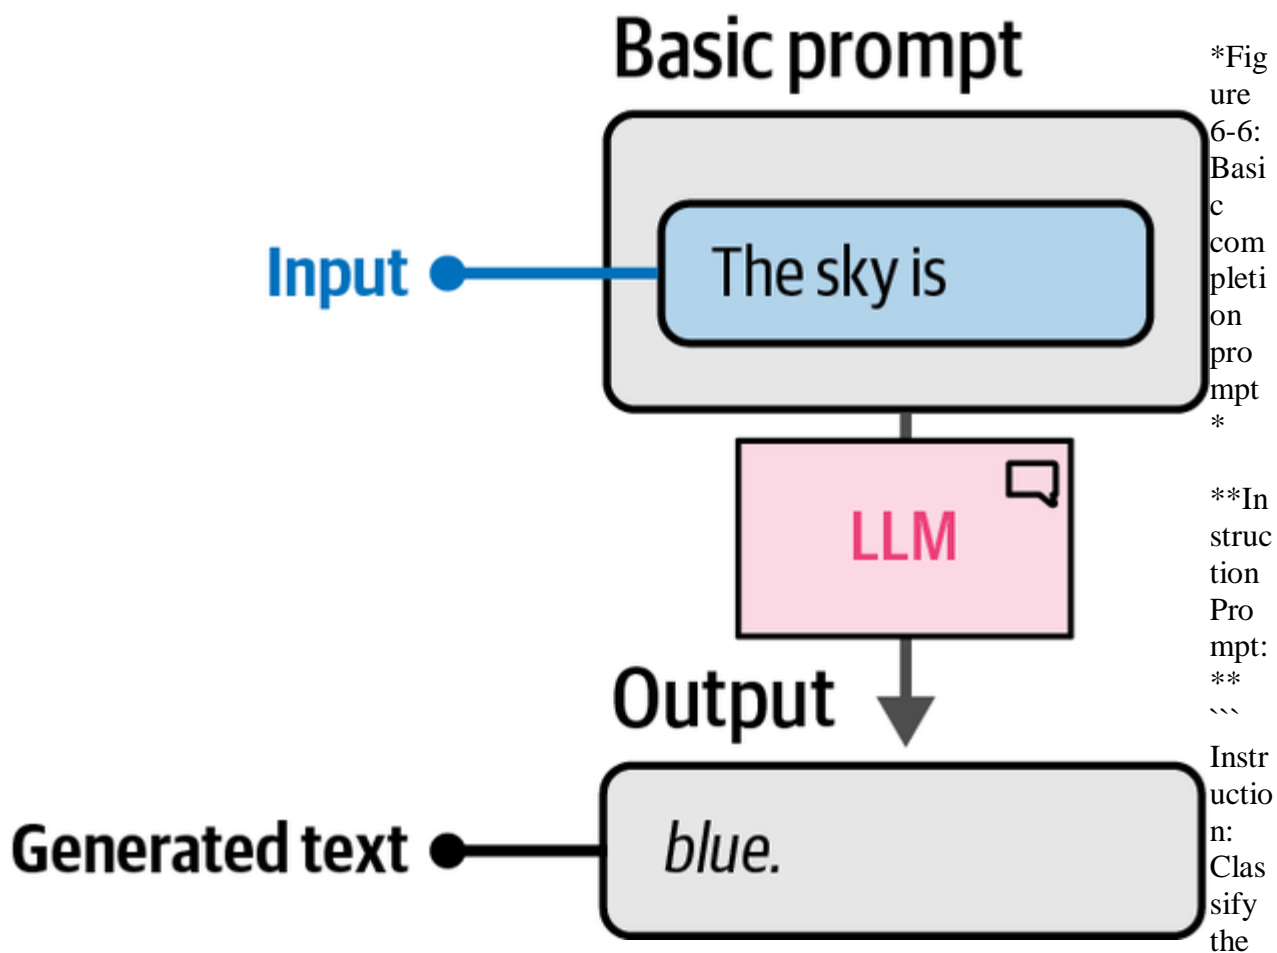 Basic prompt
Input
The sky is
LLM
Output
Generated text
blue.
*Fig
ure
6-6:
Basi
c
com
pleti
on
pro
mpt
*
**In
struc
tion
Pro
mpt:
**
```
Instr
uctio
n:
Clas
sify
the